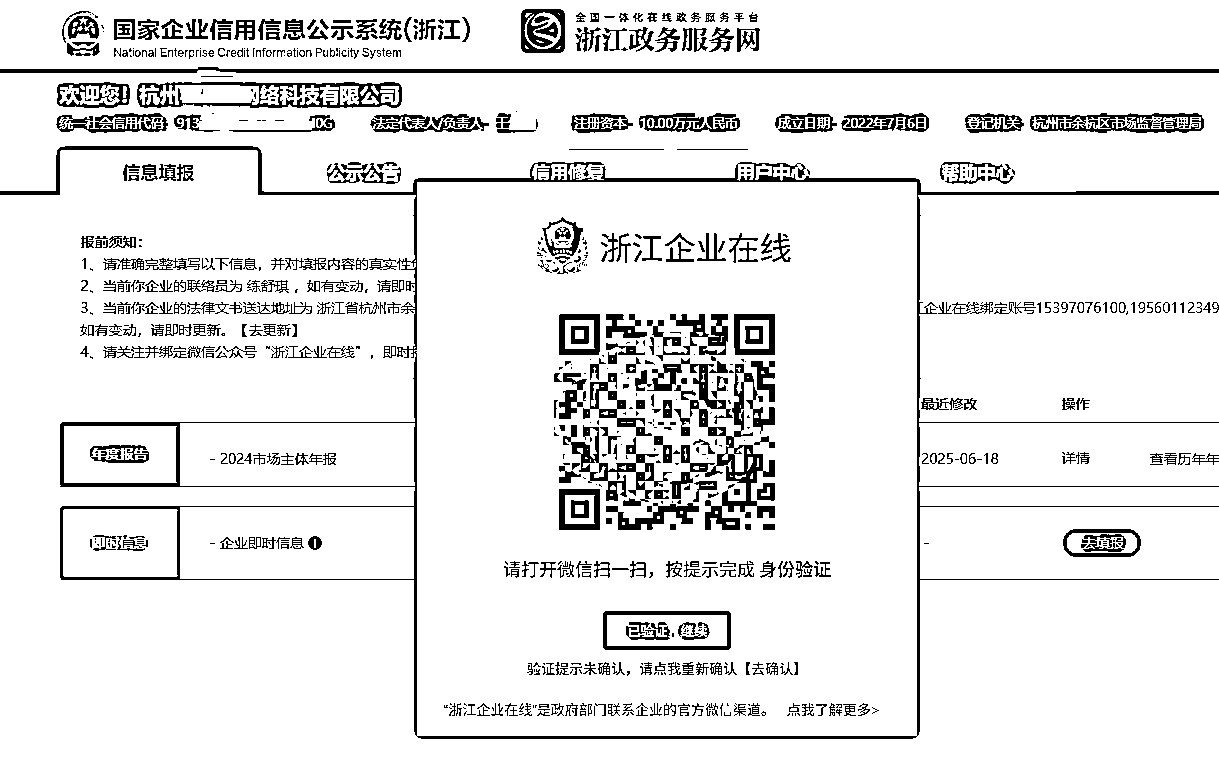 国家企业信用信息公示系统(浙江)
National Enterprise Credit Information Publicity System
全国一体化在线政务服务平台
浙江政务服务网
欢迎您！杭州 网络科技有限公司
统一社会信用代码: 913 0G 法定代表人/负责人: 王 注册资本: 10.00万元人民币 成立日期: 2022年7月6日 登记机关: 杭州市余杭区市场监督管理局
信息填报 公示公告 信用修复 用户中心 帮助中心
报前须知：
1、请准确完整填写以下信息，并对填报内容的真实性
2、当前你企业的联络员为 练舒琪 ，如有变动，请即时
3、当前你企业的法律文书送达地址为 浙江省杭州市余 江企业在线绑定账号15397076100,19560112349
如有变动，请即时更新。【去更新】
4、请关注并绑定微信公众号“浙江企业在线”，即时
最近修改 操作
年度报告 - 2024市场主体年报 2025-06-18 详情 查看历年年
即时信息 - 企业即时信息 - 去填报
浙江企业在线
请打开微信扫一扫，按提示完成 身份验证
已验证, 继续
验证提示未确认，请点我重新确认【去确认】
“浙江企业在线”是政府部门联系企业的官方微信渠道。 点我了解更多>